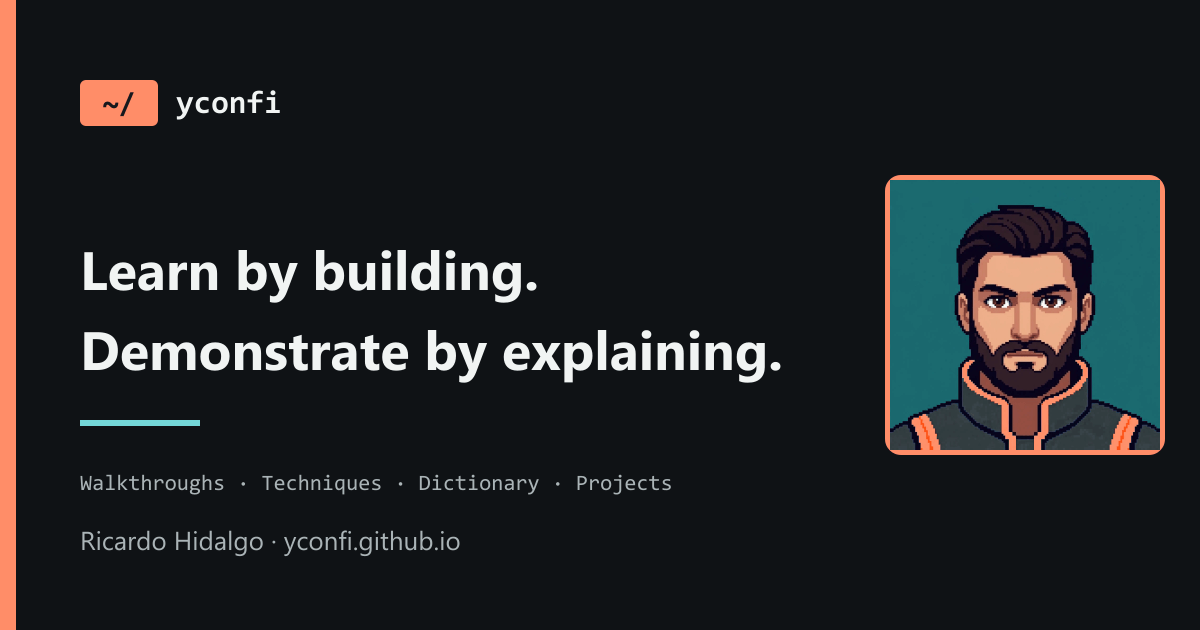 ~/ yconfi
Learn by building.
Demonstrate by explaining.
Walkthroughs · Techniques · Dictionary · Projects
Ricardo Hidalgo · yconfi.github.io